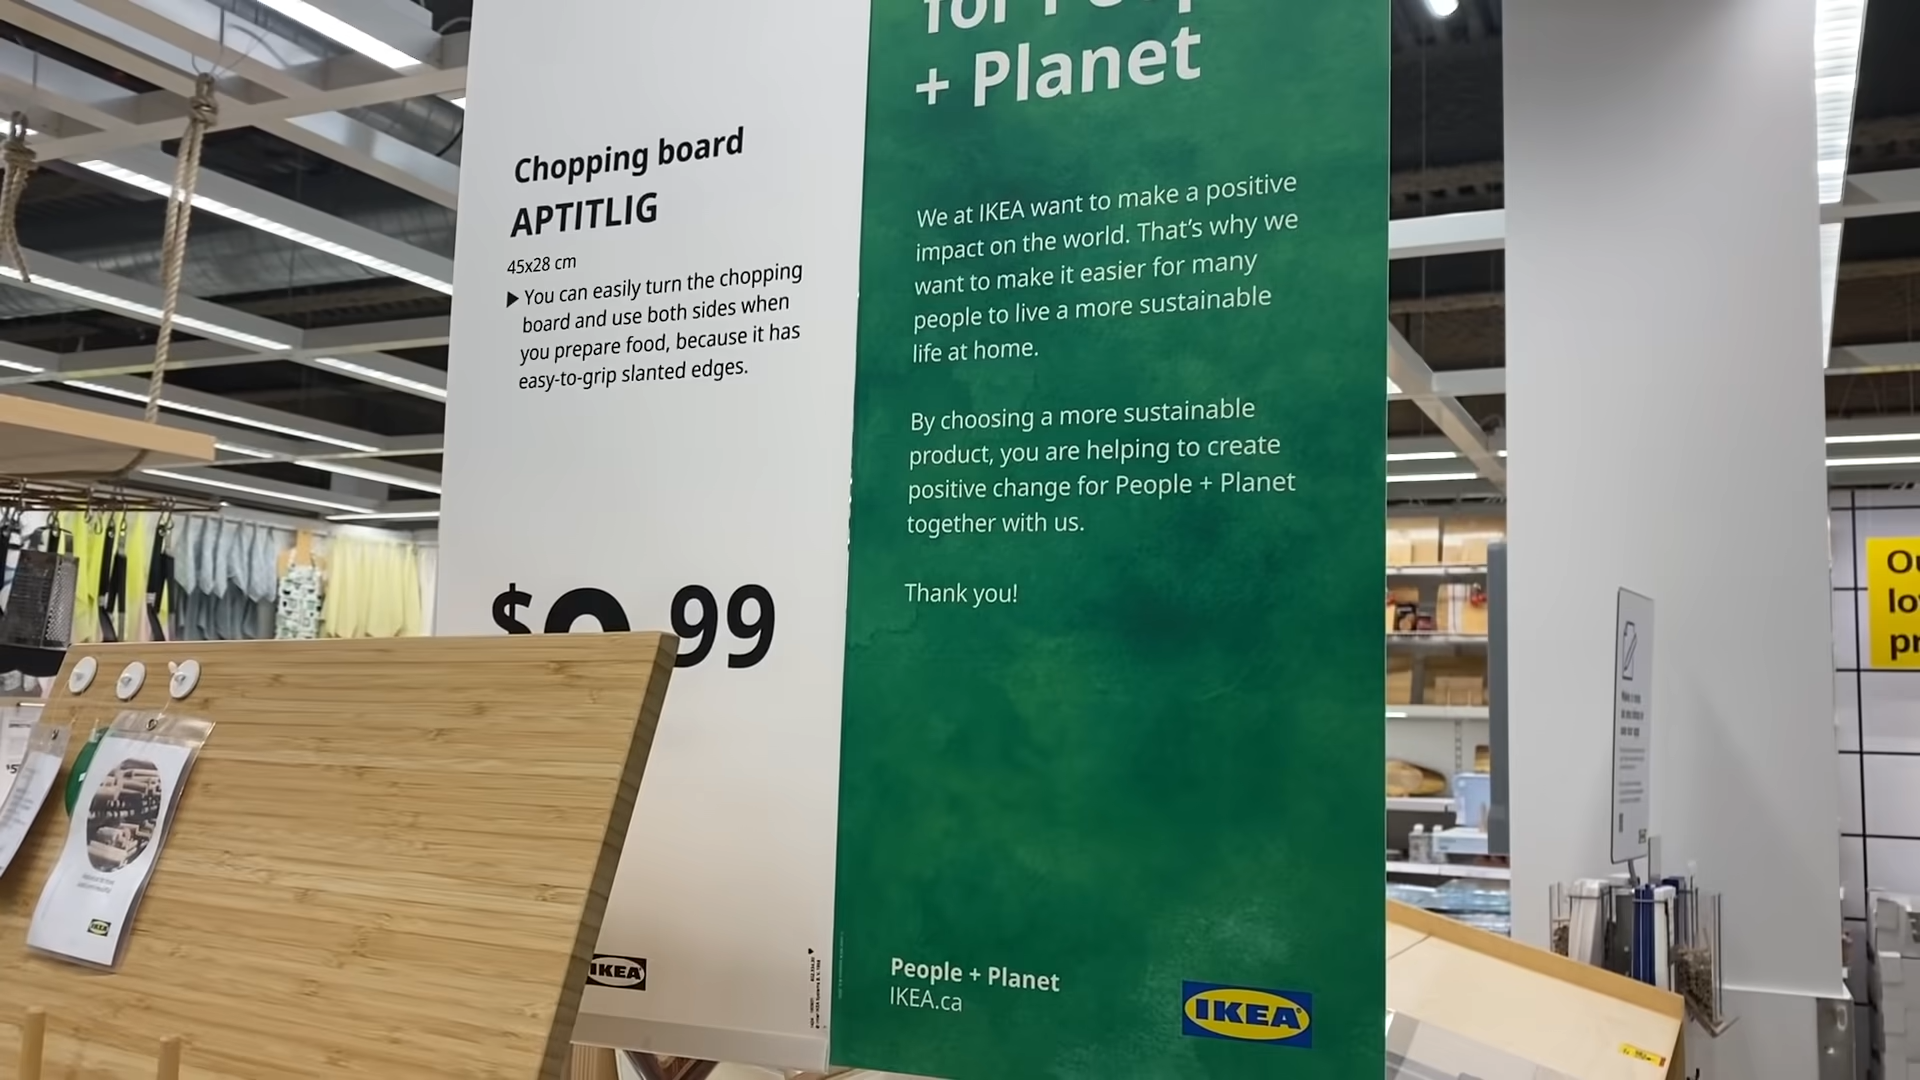 Chopping board
APTITLIG
45x28 cm
▶ You can easily turn the chopping
board and use both sides when
you prepare food, because it has
easy-to-grip slanted edges.
$ .99
IKEA
+ Planet
We at IKEA want to make a positive
impact on the world. That's why we
want to make it easier for many
people to live a more sustainable
life at home.
By choosing a more sustainable
product, you are helping to create
positive change for People + Planet
together with us.
Thank you!
People + Planet
IKEA.ca
IKEA
IKEA